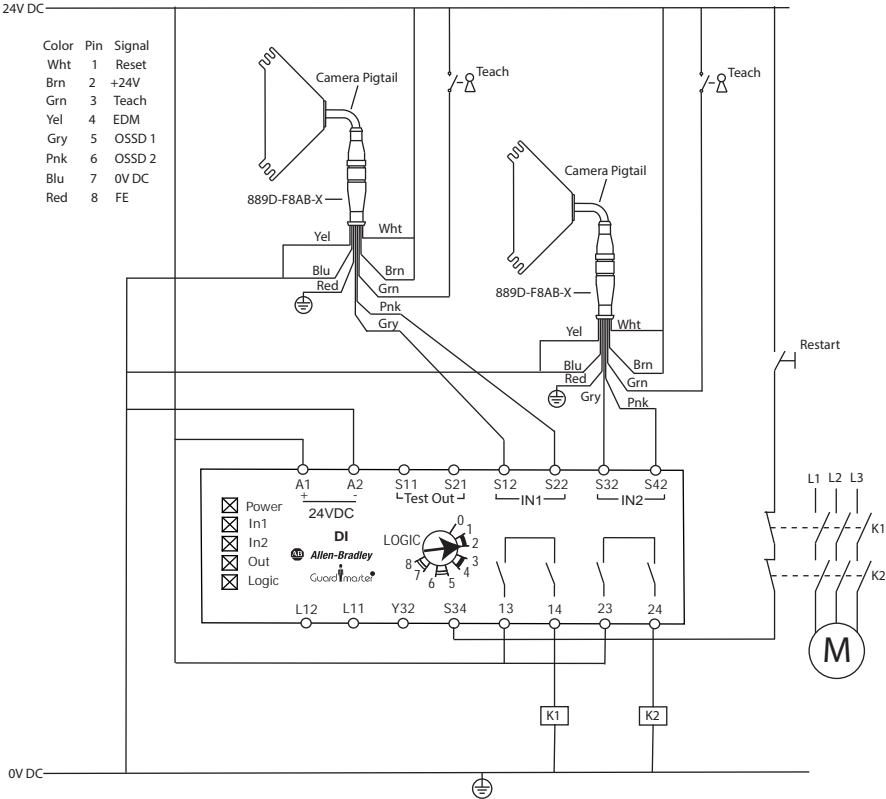 24V DC
Color Pin Signal
Wht 1 Reset
Brn 2 +24V
Grn 3 Teach
Yel 4 EDM
Gry 5 OSSD 1
Pnk 6 OSSD 2
Blu 7 0V DC
Red 8 FE
Camera Pigtail
Teach
889D-F8AB-X
Yel
Wht
Blu
Brn
Red
Grn
Pnk
Gry
Teach
Camera Pigtail
889D-F8AB-X
Yel
Wht
Blu
Brn
Red
Grn
Gry
Pnk
Restart
A1 A2 S11 S21 S12 S22 S32 S42
+ -
24VDC
Test Out
IN1
IN2
Power
In1
In2
Out
Logic
DI
AB Allen-Bradley
Guardmaster
LOGIC
0
1
2
3
4
5
6
7
8
L12 L11 Y32 S34 13 14 23 24
L1 L2 L3
K1
K2
M
K1
K2
0V DC